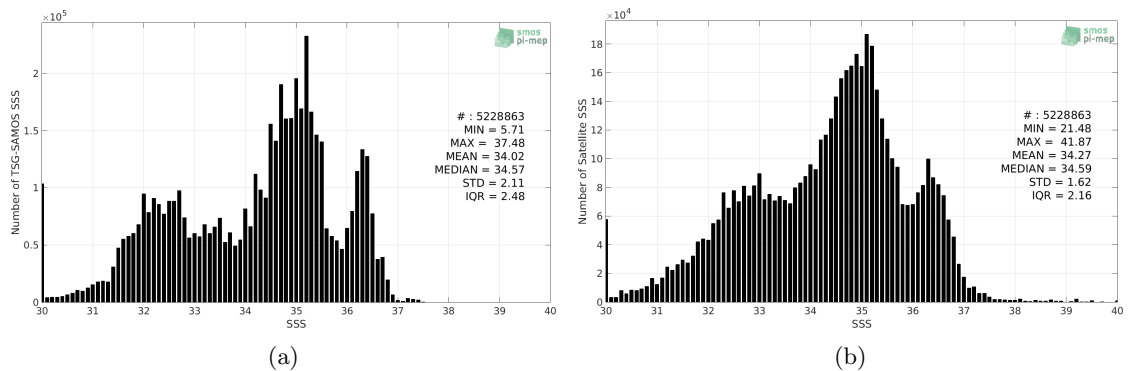 ×10⁵
2
1.5
1
0.5
0
30 31 32 33 34 35 36 37 38 39 40
SSS
Number of TSG-SAMOS SSS
smos
pi-mep
# : 5228863
MIN = 5.71
MAX = 37.48
MEAN = 34.02
MEDIAN = 34.57
STD = 2.11
IQR = 2.48
(a)
×10⁴
18
16
14
12
10
8
6
4
2
0
30 31 32 33 34 35 36 37 38 39 40
SSS
Number of Satellite SSS
smos
pi-mep
# : 5228863
MIN = 21.48
MAX = 41.87
MEAN = 34.27
MEDIAN = 34.59
STD = 1.62
IQR = 2.16
(b)